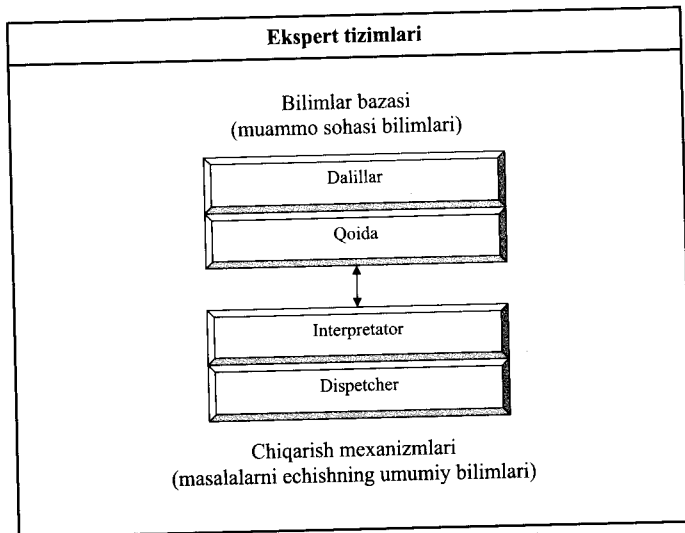 Ekspert tizimlari
Bilimlar bazasi
(muammo sohasi bilimlari)
Dalillar
Qoida
Interpretator
Dispetcher
Chiqarish mexanizmlari
(masalalarni echishning umumiy bilimlari)